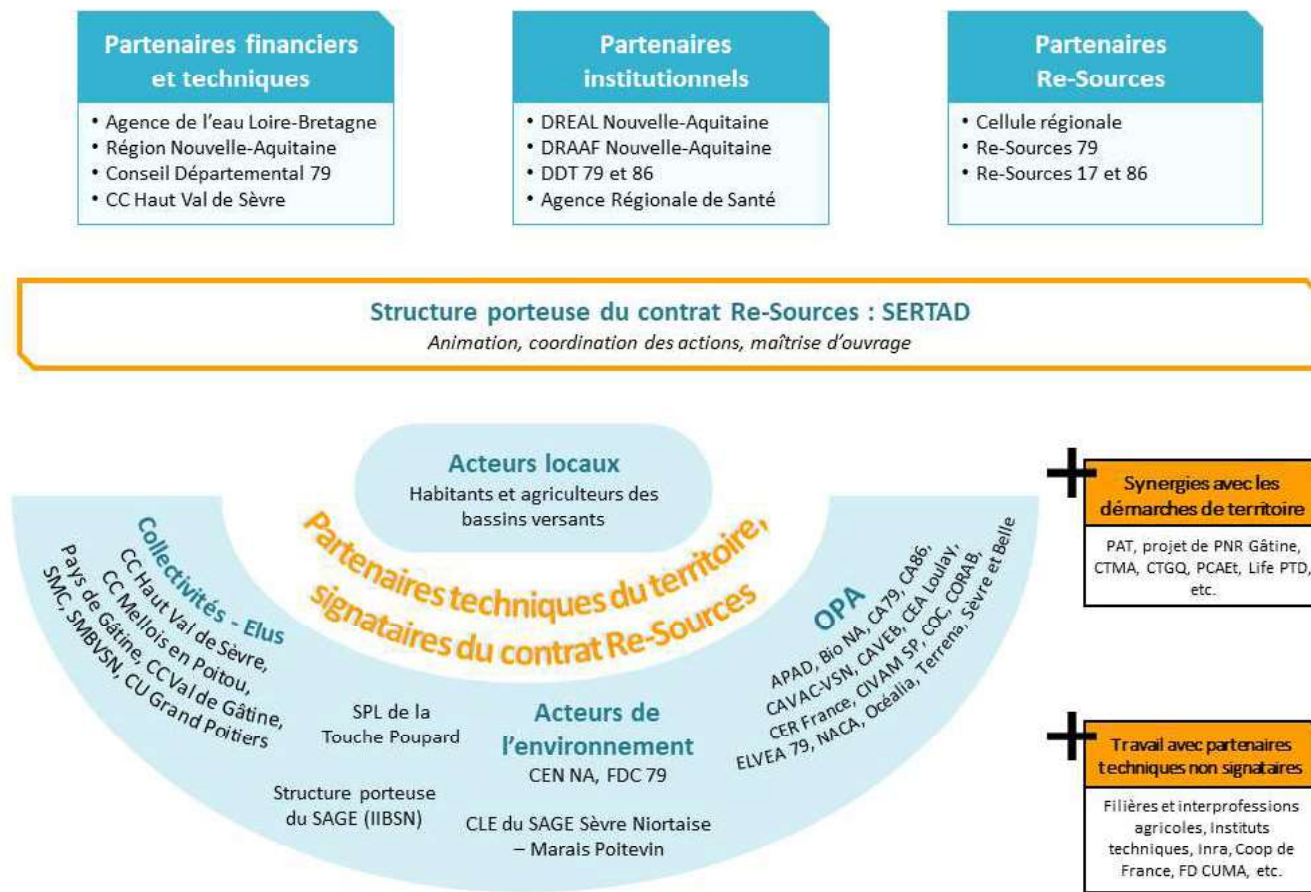 Partenaires financiers
et techniques
• Agence de l'eau Loire-Bretagne
• Région Nouvelle-Aquitaine
• Conseil Départemental 79
• CC Haut Val de Sèvre
Partenaires
institutionnels
• DREAL Nouvelle-Aquitaine
• DRAAF Nouvelle-Aquitaine
• DDT 79 et 86
• Agence Régionale de Santé
Partenaires
Re-Sources
• Cellule régionale
• Re-Sources 79
• Re-Sources 17 et 86
Structure porteuse du contrat Re-Sources : SERTAD
Animation, coordination des actions, maîtrise d'ouvrage
Acteurs locaux
Habitants et agriculteurs des
bassins versants
Partenaires techniques du territoire,
signataires du contrat Re-Sources
Collectivités - Elus
CC Haut Val de Sèvre,
CC Mellois en Poitou,
Pays de Gâtine, CC Val de Gâtine,
SMC, SMBVSN, CU Grand Poitiers
SPL de la
Touche Poupard
Structure porteuse
du SAGE (IIBSN)
Acteurs de
l'environnement
CEN NA, FDC 79
CLE du SAGE Sèvre Niortaise
– Marais Poitevin
OPA
APAD, Bio NA, CA79, CA86,
CAVAC-VSN, CAVEB, CEA Loulay,
CER France, CIVAM SP, COC, CORAB,
ELVEA 79, NACA, Océalia, Terrena, Sèvre et Belle
Synergies avec les
démarches de territoire
PAT, projet de PNR Gâtine,
CTMA, CTGQ, PCAEt, Life PTD,
etc.
Travail avec partenaires
techniques non signataires
Filières et interprofessions
agricoles, Instituts
techniques, Inra, Coop de
France, FD CUMA, etc.